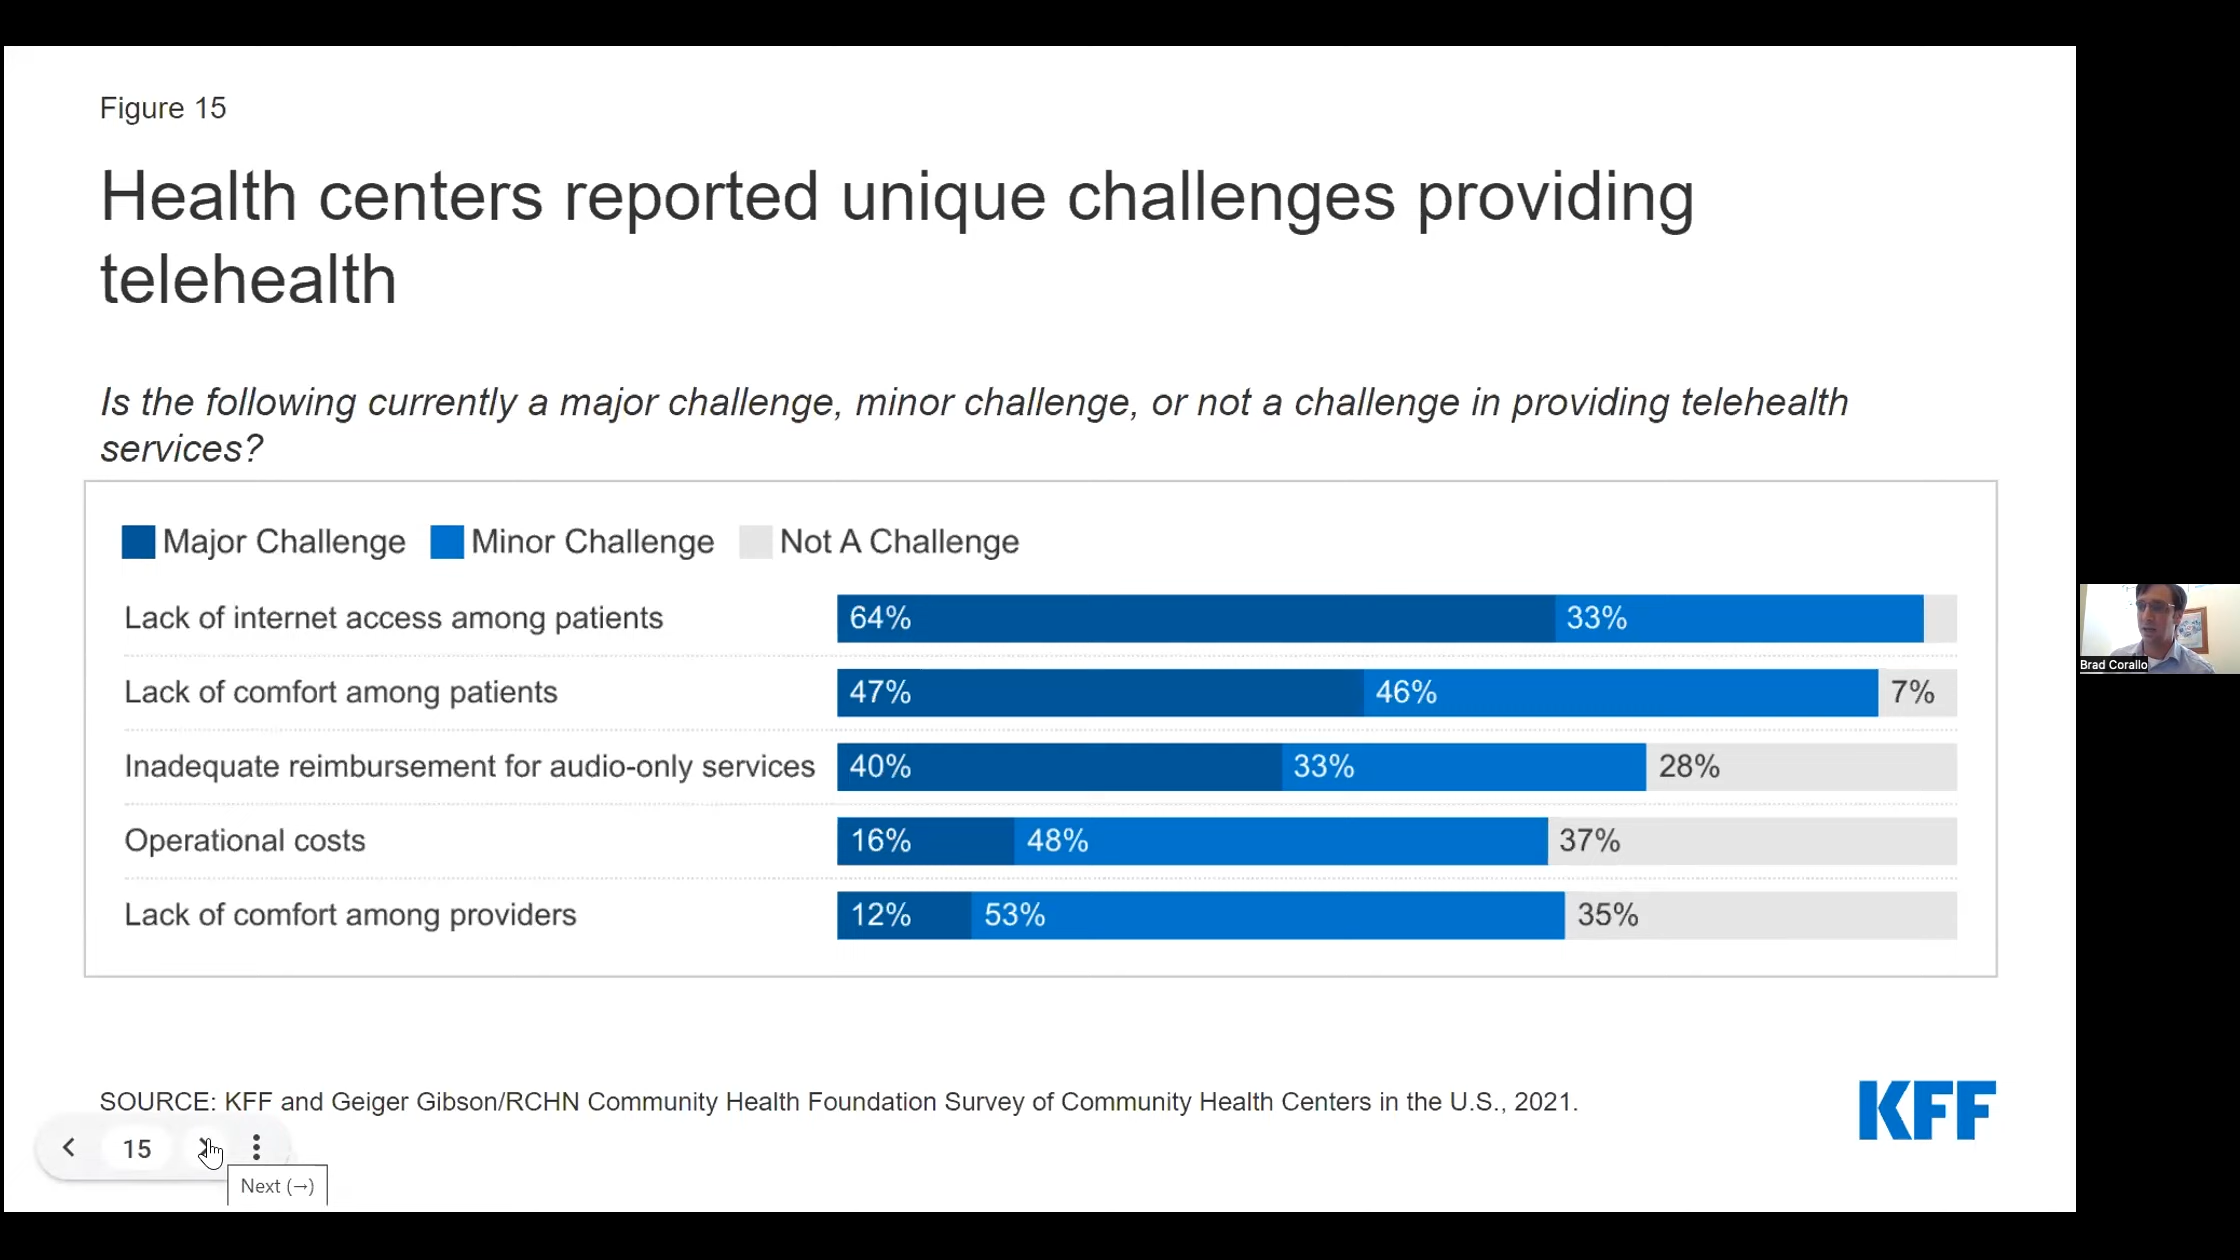 Figure 15
Health centers reported unique challenges providing
telehealth
Is the following currently a major challenge, minor challenge, or not a challenge in providing telehealth
services?
Major Challenge Minor Challenge Not A Challenge
Lack of internet access among patients 64% 33%
Lack of comfort among patients 47% 46% 7%
Inadequate reimbursement for audio-only services 40% 33% 28%
Operational costs 16% 48% 37%
Lack of comfort among providers 12% 53% 35%
SOURCE: KFF and Geiger Gibson/RCHN Community Health Foundation Survey of Community Health Centers in the U.S., 2021.
KFF
15
Next (→)
Brad Corallo